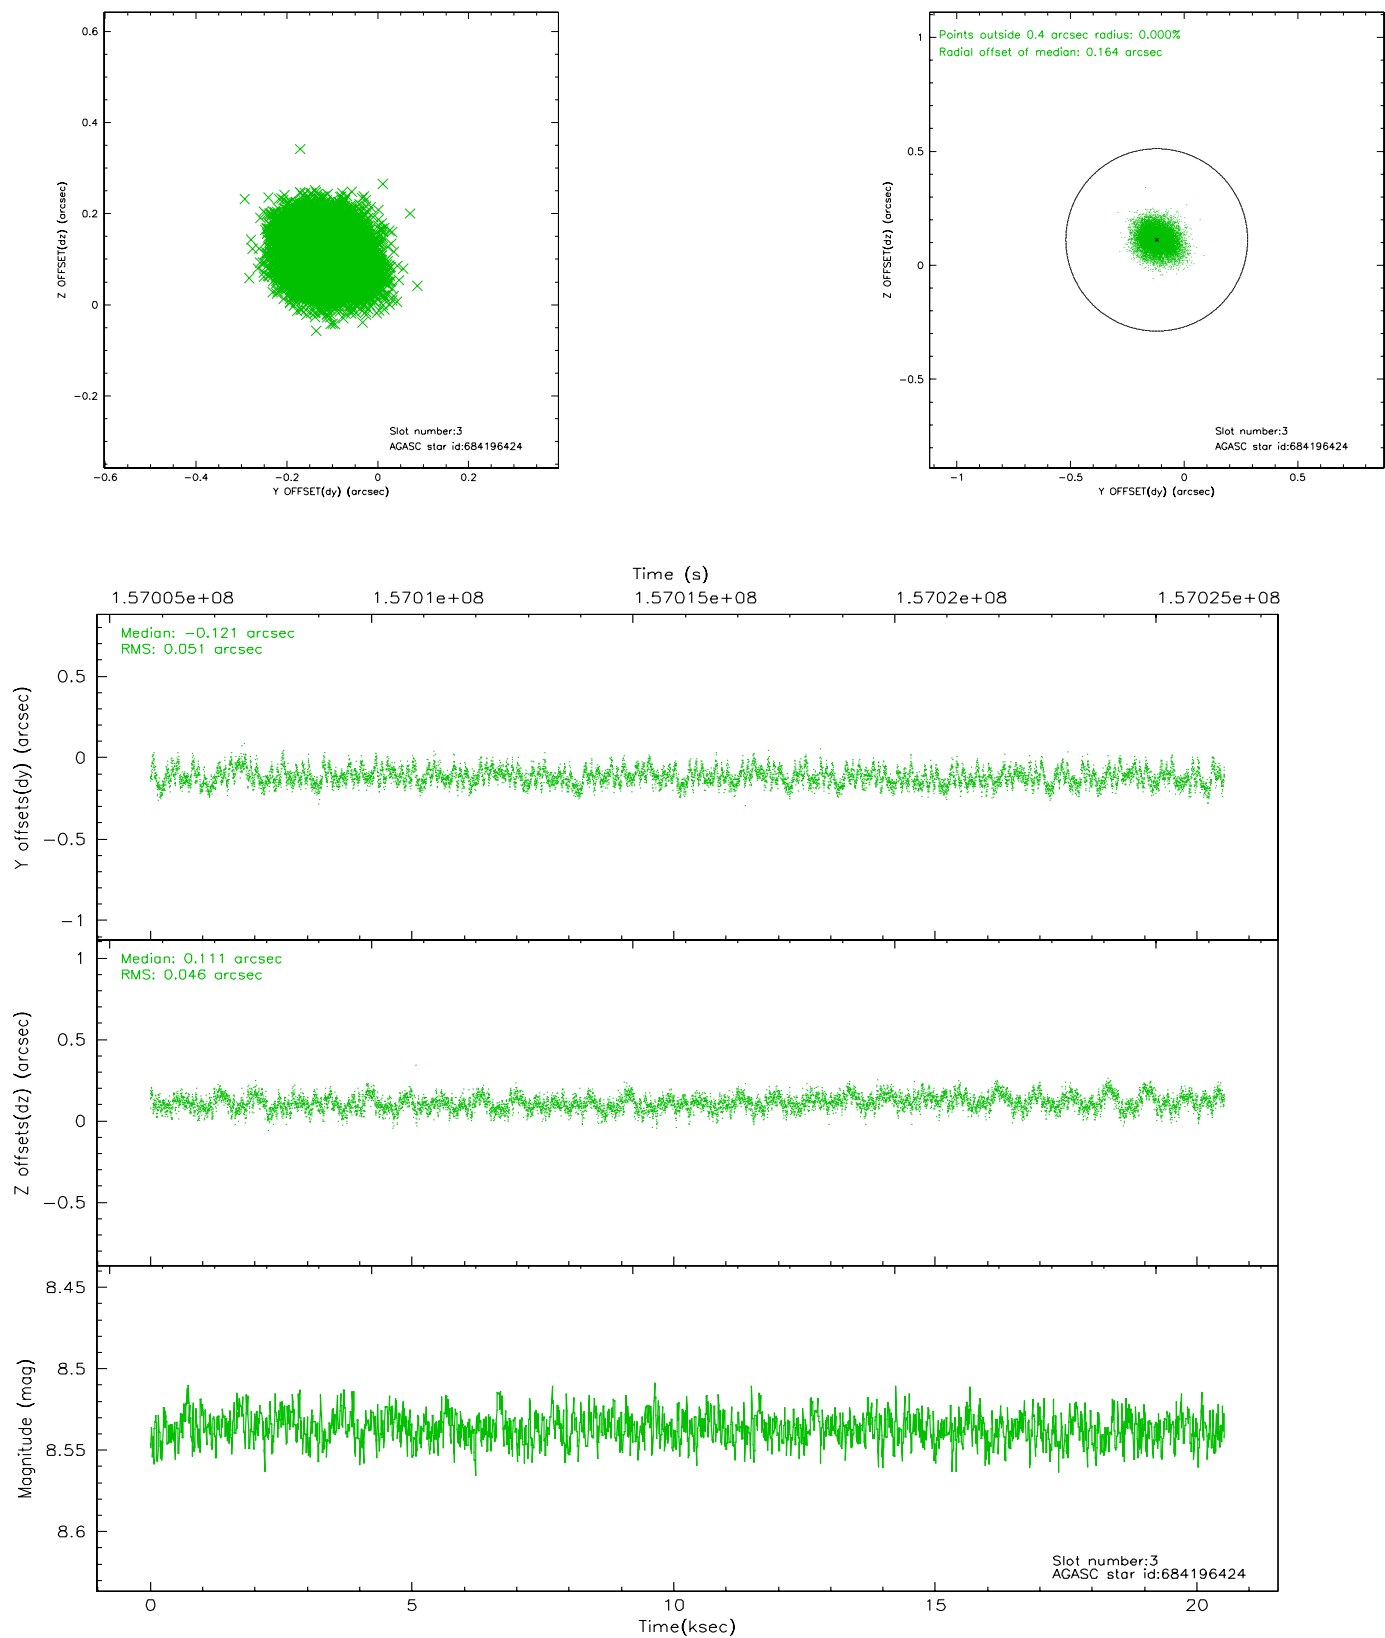 0.6
0.4
0.2
0
-0.2
-0.6
-0.4
-0.2
0
0.2
Z OFFSET(dz) (arcsec)
Y OFFSET(dy) (arcsec)
Slot number:3
AGASC star id:684196424
Points outside 0.4 arcsec radius: 0.000%
Radial offset of median: 0.164 arcsec
1
0.5
0
-0.5
-1
-0.5
0
0.5
Z OFFSET(dz) (arcsec)
Y OFFSET(dy) (arcsec)
Slot number:3
AGASC star id:684196424
Time (s)
1.57005e+08
1.5701e+08
1.57015e+08
1.5702e+08
1.57025e+08
Median: -0.121 arcsec
RMS: 0.051 arcsec
0.5
0
-0.5
-1
Y offsets(dy) (arcsec)
Median: 0.111 arcsec
RMS: 0.046 arcsec
1
0.5
0
-0.5
Z offsets(dz) (arcsec)
8.45
8.5
8.55
8.6
Magnitude (mag)
Slot number:3
AGASC star id:684196424
0
5
10
15
20
Time(ksec)